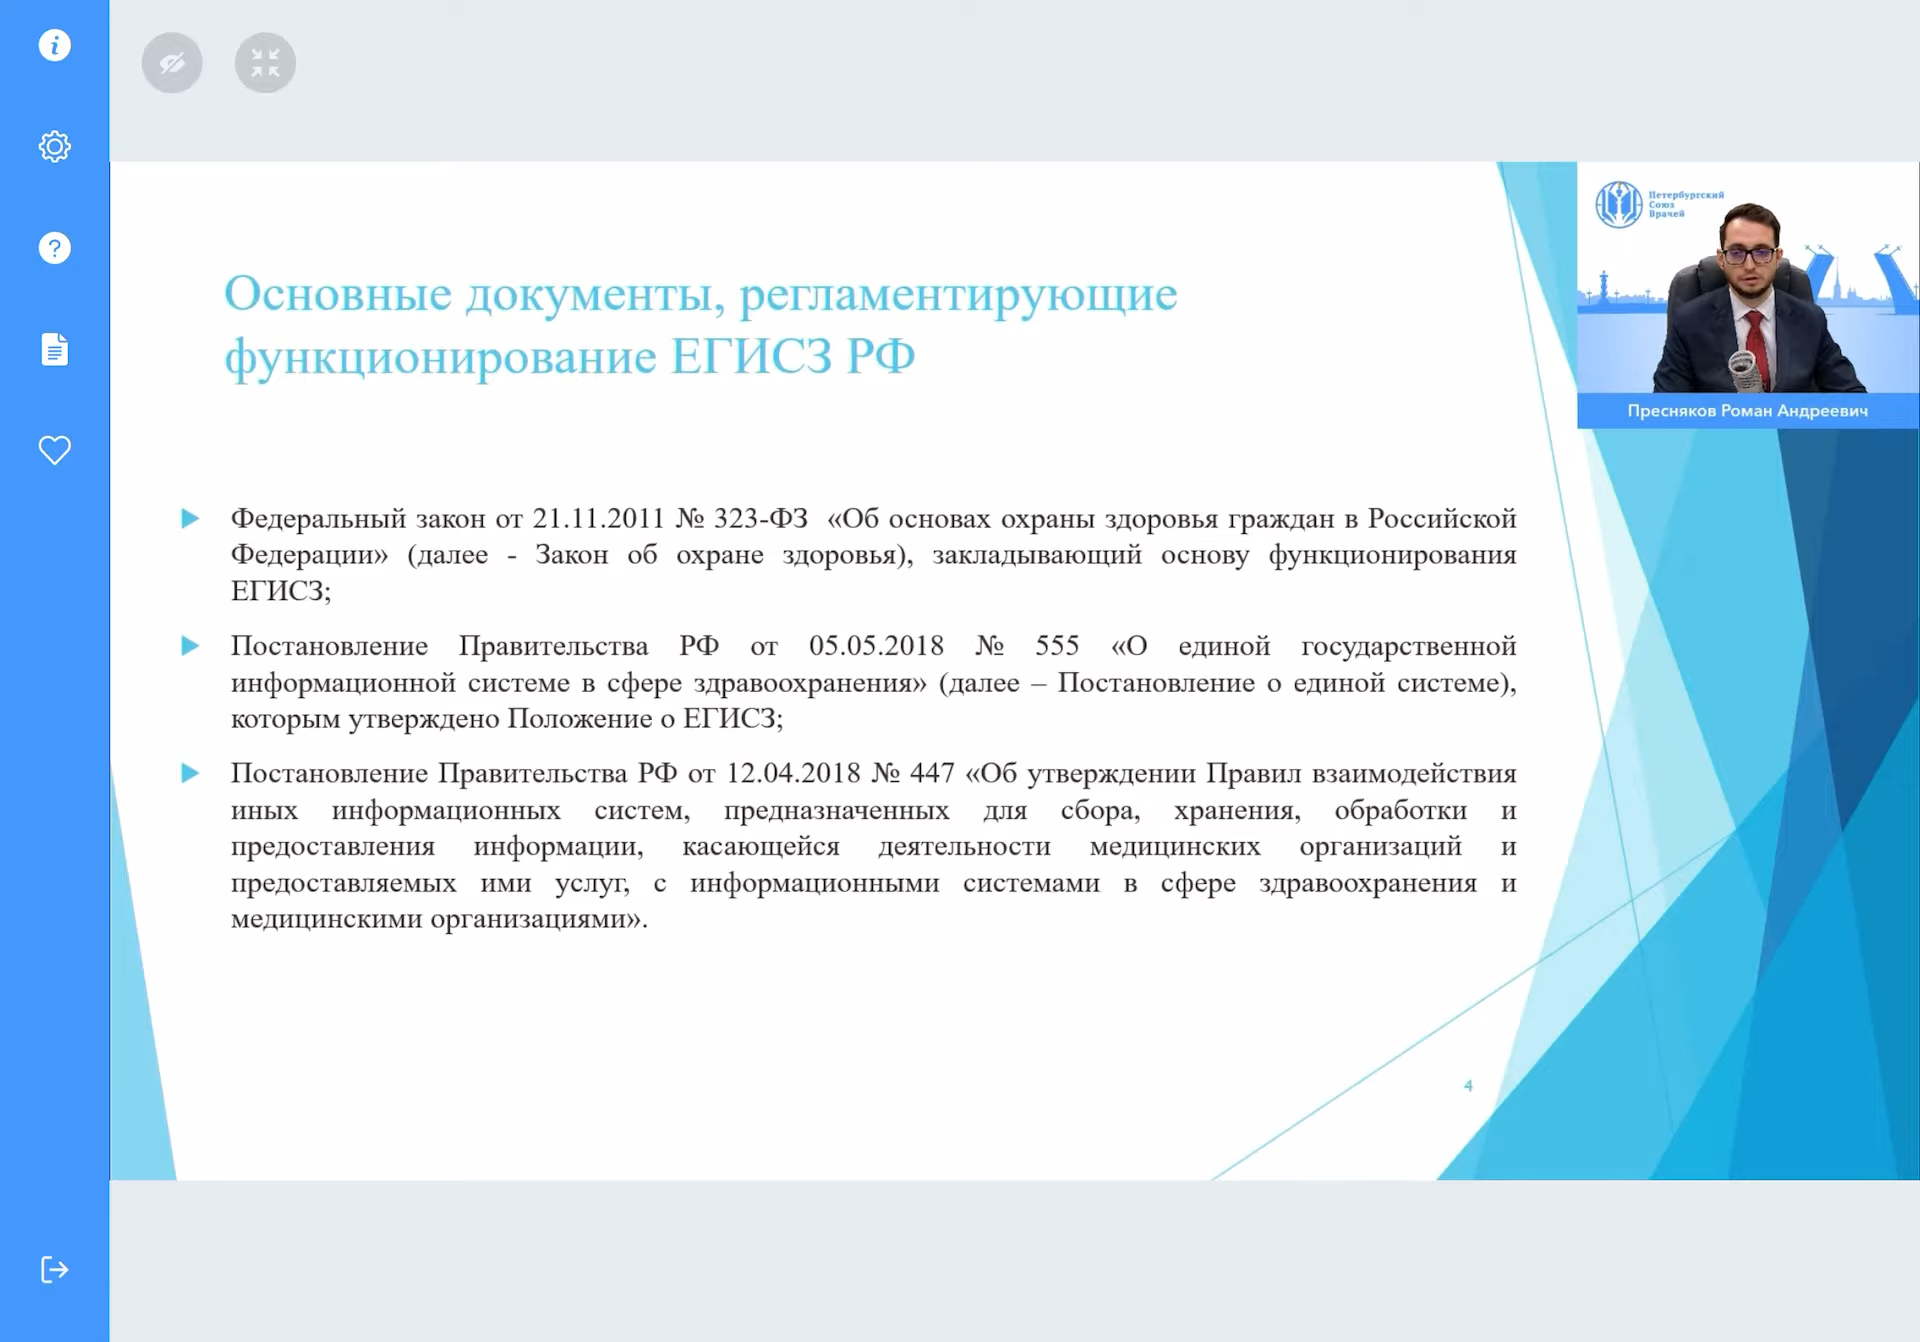 Петербургский
Союз
Врачей
Пресняков Роман Андреевич
Основные документы, регламентирующие
функционирование ЕГИСЗ РФ
Федеральный закон от 21.11.2011 № 323-ФЗ «Об основах охраны здоровья граждан в Российской
Федерации» (далее - Закон об охране здоровья), закладывающий основу функционирования
ЕГИСЗ;
Постановление Правительства РФ от 05.05.2018 № 555 «О единой государственной
информационной системе в сфере здравоохранения» (далее – Постановление о единой системе),
которым утверждено Положение о ЕГИСЗ;
Постановление Правительства РФ от 12.04.2018 № 447 «Об утверждении Правил взаимодействия
иных информационных систем, предназначенных для сбора, хранения, обработки и
предоставления информации, касающейся деятельности медицинских организаций и
предоставляемых ими услуг, с информационными системами в сфере здравоохранения и
медицинскими организациями».
4